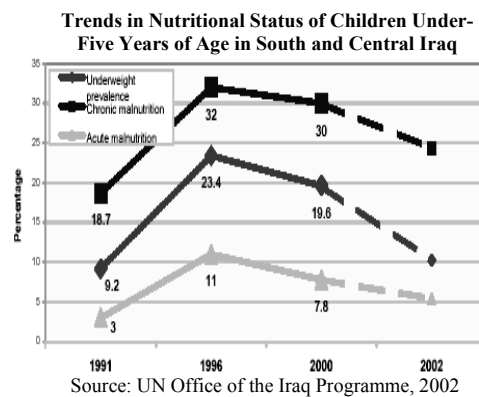 Trends in Nutritional Status of Children Under-
Five Years of Age in South and Central Iraq
35
30
25
20
15
10
5
0
Percentage
Underweight
prevalence
Chronic malnutrition
Acute malnutrition
18.7
32
30
9.2
23.4
19.6
3
11
7.8
1991
1996
2000
2002
Source: UN Office of the Iraq Programme, 2002